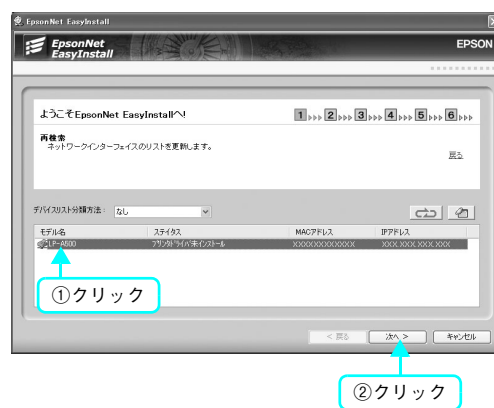 EpsonNet EasyInstall
EpsonNet
EasyInstall
EPSON
ようこそEpsonNet EasyInstallへ!
1 2 3 4 5 6
再検索
ネットワークインターフェイスのリストを更新します。
戻る
デバイスリスト分類方法: なし
モデル名 ステイタス MACアドレス IPアドレス
LP-A500 プリンタドライバ未インストール XXXXXXXXXXXX XXX.XXX.XXX.XXX
①クリック
< 戻る 次へ > キャンセル
②クリック